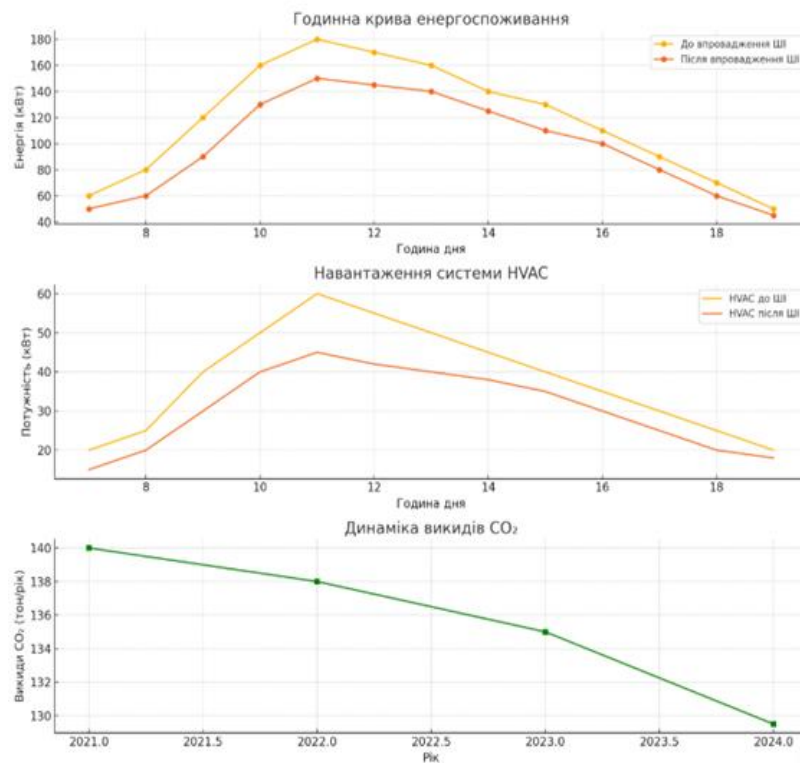 Годинна крива енергоспоживання
До впровадження ШІ
Після впровадження ШІ
Енергія (кВт)
180
160
140
120
100
80
60
40
8
10
12
14
16
18
Година дня
Навантаження системи HVAC
HVAC до ШІ
HVAC після ШІ
Потужність (кВт)
60
50
40
30
20
8
10
12
14
16
18
Година дня
Динаміка викидів CO₂
Викиди CO₂ (тон/рік)
140
138
136
134
132
130
2021.0
2021.5
2022.0
2022.5
2023.0
2023.5
2024.0
Рік